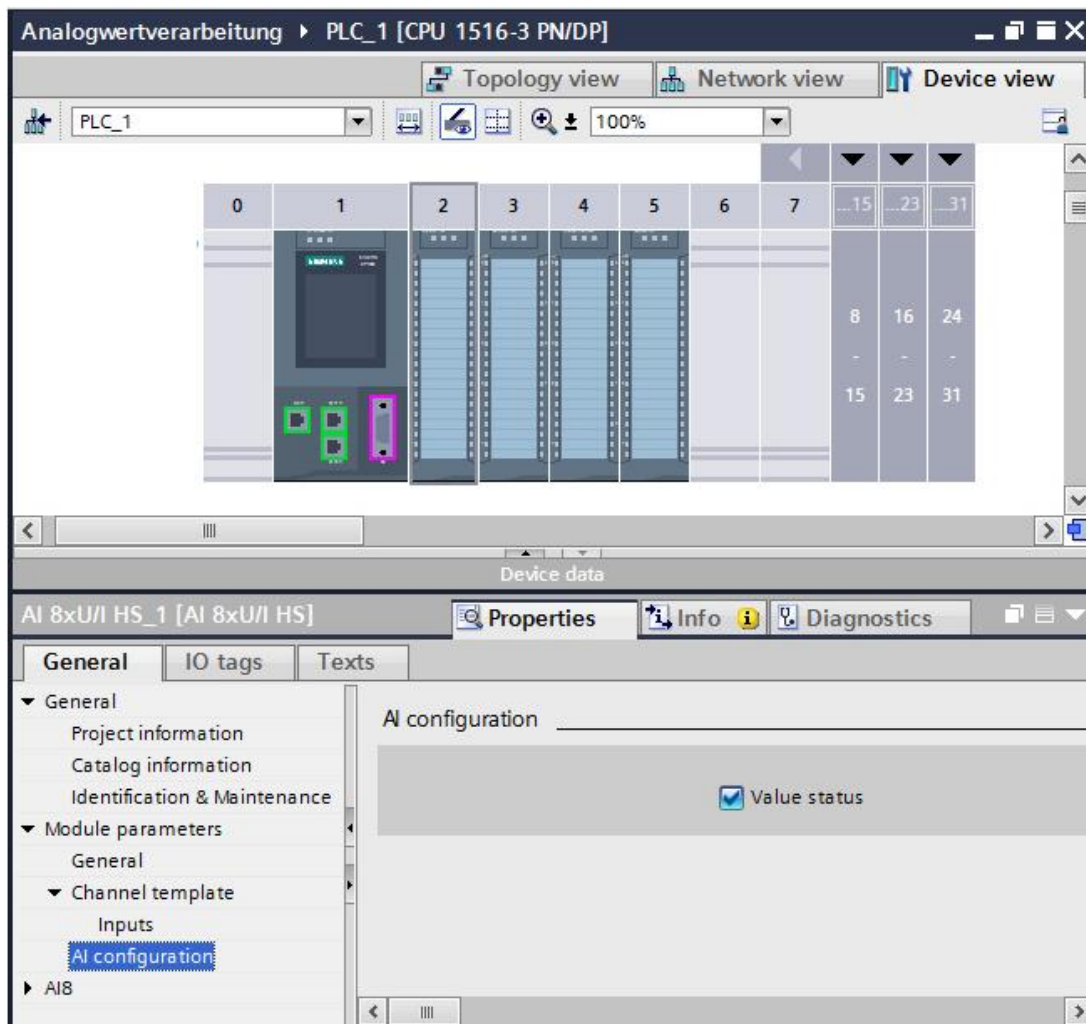 Analogwertverarbeitung ▸ PLC_1 [CPU 1516-3 PN/DP]
Topology view Network view Device view
PLC_1 100%
0 1 2 3 4 5 6 7 ...15 ...23 ...31
SIEMENS
8 16 24
- - -
15 23 31
Device data
AI 8xU/I HS_1 [AI 8xU/I HS] Properties Info Diagnostics
General IO tags Texts
General
Project information
Catalog information
Identification & Maintenance
Module parameters
General
Channel template
Inputs
AI configuration
AI8
AI configuration
Value status